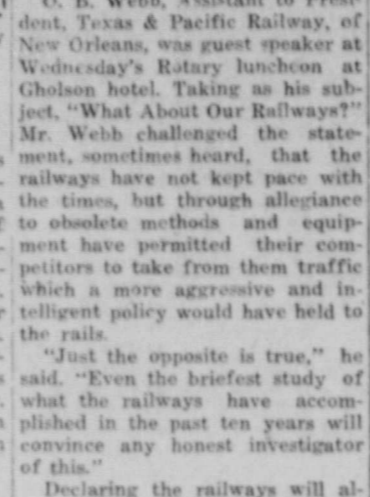 O. B. Webb, Assistant to Presi-
dent, Texas & Pacific Railway, of
New Orleans, was guest speaker at
Wednesday's Rotary luncheon at
Gholson hotel. Taking as his sub-
ject, "What About Our Railways?"
Mr. Webb challenged the state-
ment, sometimes heard, that the
railways have not kept pace with
the times, but through allegiance
to obsolete methods and equip-
ment have permitted their com-
petitors to take from them traffic
which a more aggressive and in-
telligent policy would have held to
the rails.
"Just the opposite is true," he
said. "Even the briefest study of
what the railways have accom-
plished in the past ten years will
convince any honest investigator
of this."
Declaring the railways will al-